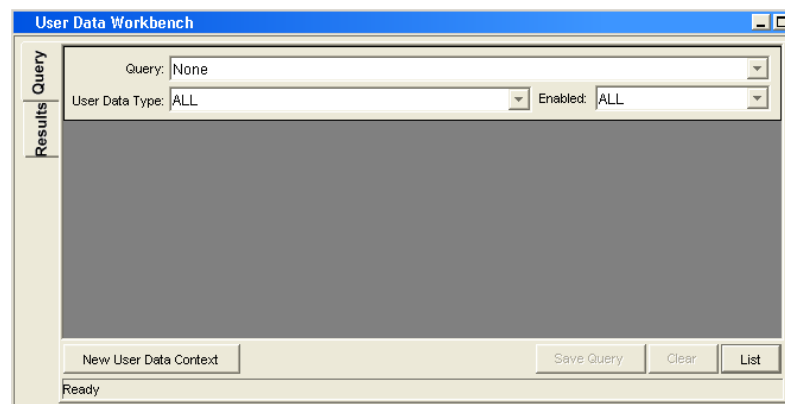 User Data Workbench
Query
Results
Query: None
User Data Type: ALL Enabled: ALL
New User Data Context Save Query Clear List
Ready